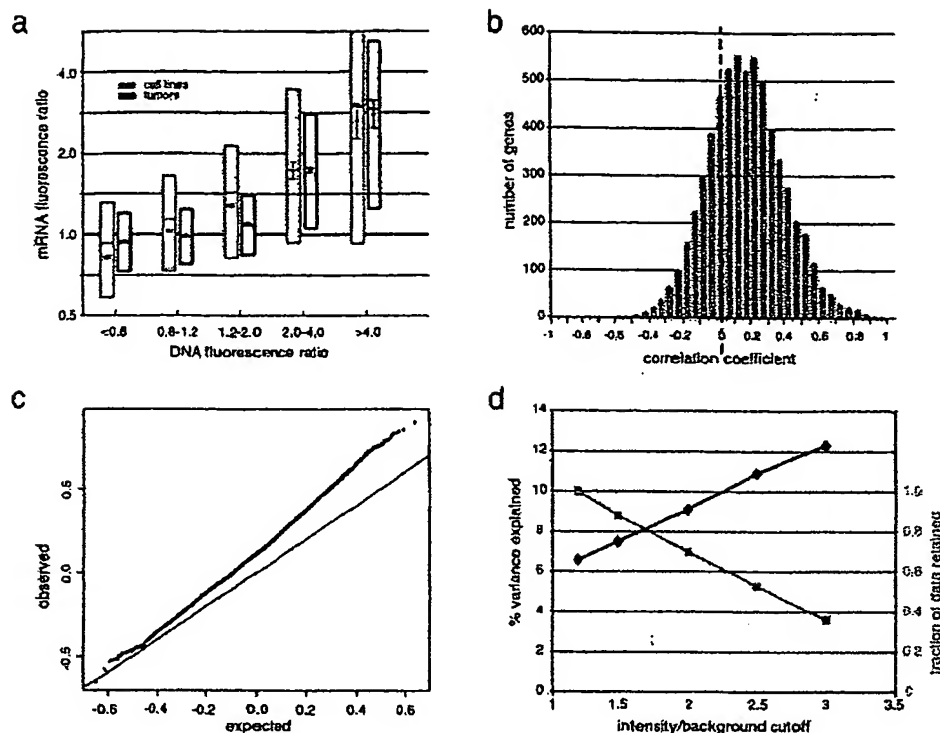 a
mRNA fluorescence ratio
4.0
2.0
1.0
0.5
cell lines
tumors
<0.8 0.8-1.2 1.2-2.0 2.0-4.0 >4.0
DNA fluorescence ratio
b
number of genes
600
500
400
300
200
100
0
-1 -0.8 -0.6 -0.4 -0.2 0 0.2 0.4 0.6 0.8 1
correlation coefficient
c
observed
0.5
0.0
-0.5
-0.6 -0.4 -0.2 0.0 0.2 0.4 0.6
expected
d
% variance explained
14
12
10
8
6
4
2
0
1 1.5 2 2.5 3 3.5
intensity/background cutoff
1.0
0.8
0.6
0.4
0.2
0
fraction of data retained